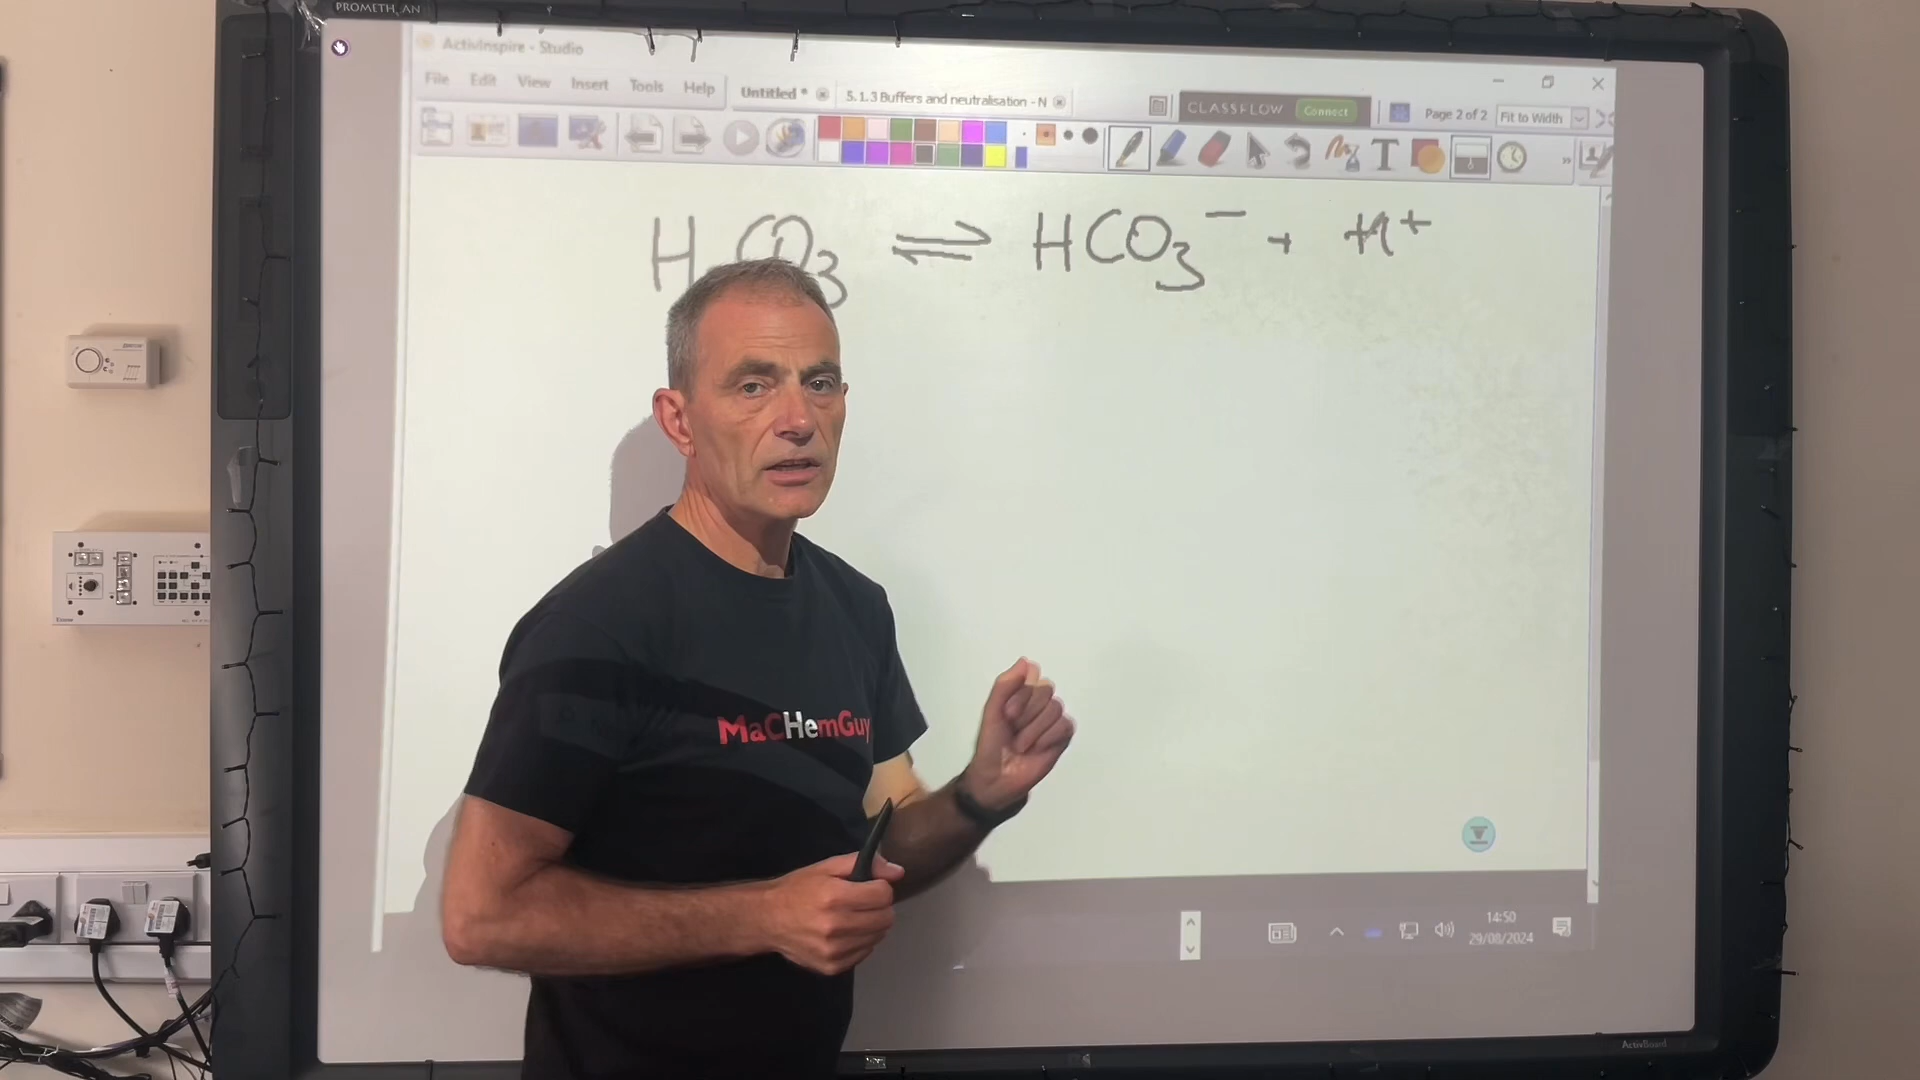 PROMETHEAN
ActivInspire - Studio
File Edit View Insert Tools Help
Untitled * 5.1.3 Buffers and neutralisation - N
CLASSFLOW Connect
Page 2 of 2 Fit to Width
T
H CO3 ⇌ HCO3⁻ + H⁺
MaCHemGuy
14:50
29/08/2024
ActivBoard